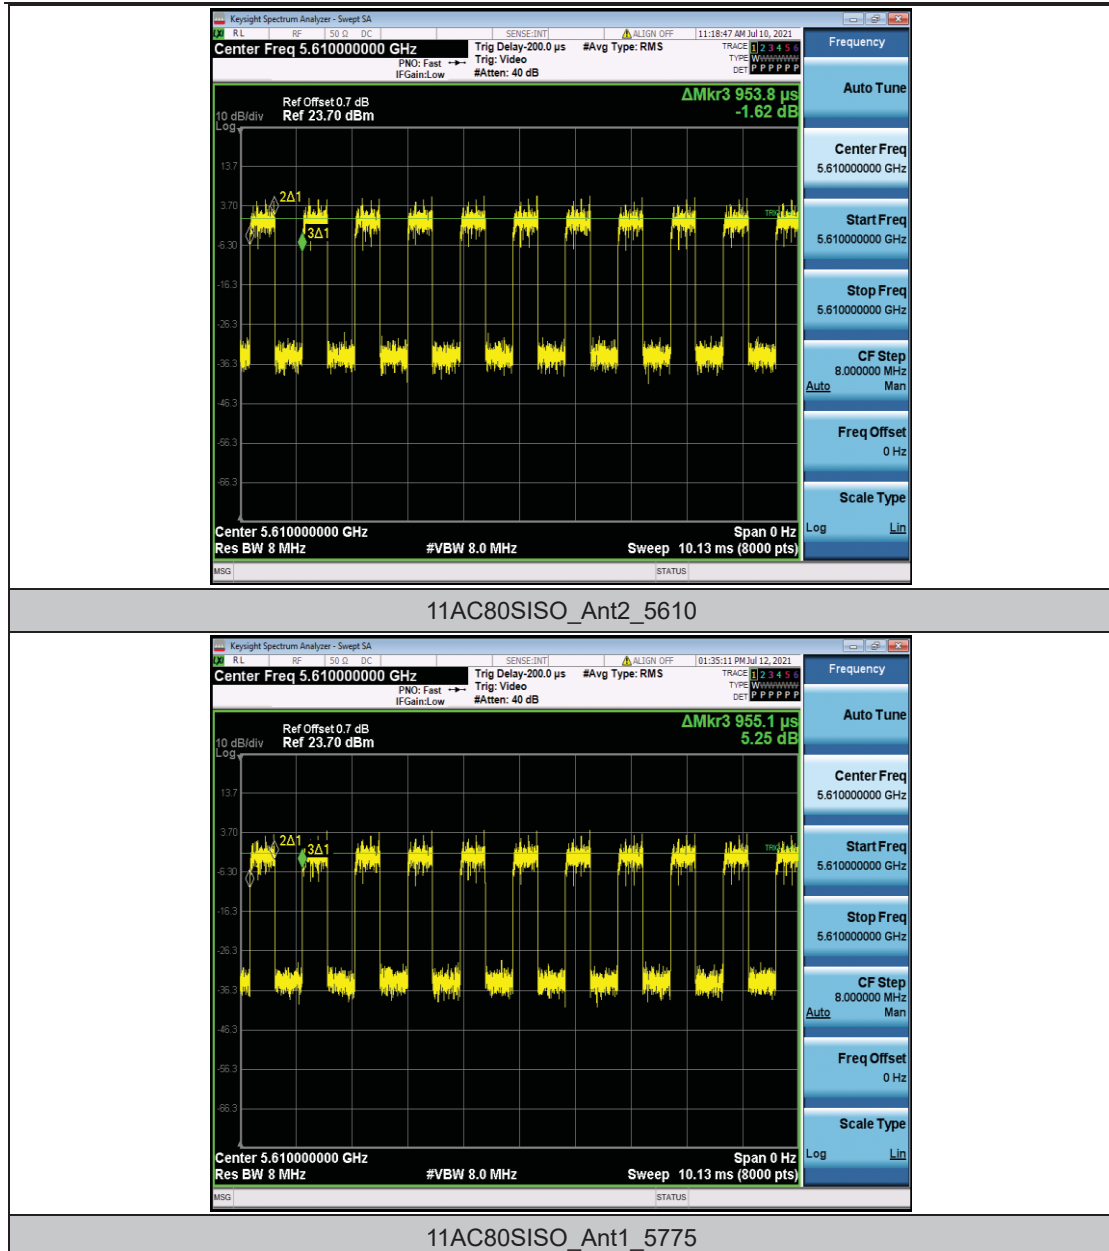 Keysight Spectrum Analyzer - Swept SA
LXI RL RF 50 Ω DC SENSE:INT ALIGN OFF 11:18:47 AM Jul 10, 2021
Center Freq 5.610000000 GHz
Trig Delay-200.0 µs #Avg Type: RMS
TRACE 1 2 3 4 5 6
PNO: Fast Trig: Video
TYPE W
IFGain:Low #Atten: 40 dB
DET P P P P P P
ΔMkr3 953.8 µs
-1.62 dB
Ref Offset 0.7 dB
10 dB/div Ref 23.70 dBm
Log
13.7
3.70
-6.30
-16.3
-26.3
-36.3
-46.3
-56.3
-66.3
2Δ1
3Δ1
Center 5.610000000 GHz Span 0 Hz
Res BW 8 MHz #VBW 8.0 MHz Sweep 10.13 ms (8000 pts)
MSG STATUS
Frequency
Auto Tune
Center Freq
5.610000000 GHz
Start Freq
5.610000000 GHz
Stop Freq
5.610000000 GHz
CF Step
8.000000 MHz
Auto Man
Freq Offset
0 Hz
Scale Type
Log Lin
11AC80SISO_Ant2_5610
Keysight Spectrum Analyzer - Swept SA
LXI RL RF 50 Ω DC SENSE:INT ALIGN OFF 01:35:11 PM Jul 12, 2021
Center Freq 5.610000000 GHz
Trig Delay-200.0 µs #Avg Type: RMS
TRACE 1 2 3 4 5 6
PNO: Fast Trig: Video
TYPE W
IFGain:Low #Atten: 40 dB
DET P P P P P P
ΔMkr3 955.1 µs
5.25 dB
Ref Offset 0.7 dB
10 dB/div Ref 23.70 dBm
Log
13.7
3.70
-6.30
-16.3
-26.3
-36.3
-46.3
-56.3
-66.3
2Δ1
3Δ1
Center 5.610000000 GHz Span 0 Hz
Res BW 8 MHz #VBW 8.0 MHz Sweep 10.13 ms (8000 pts)
MSG STATUS
Frequency
Auto Tune
Center Freq
5.610000000 GHz
Start Freq
5.610000000 GHz
Stop Freq
5.610000000 GHz
CF Step
8.000000 MHz
Auto Man
Freq Offset
0 Hz
Scale Type
Log Lin
11AC80SISO_Ant1_5775